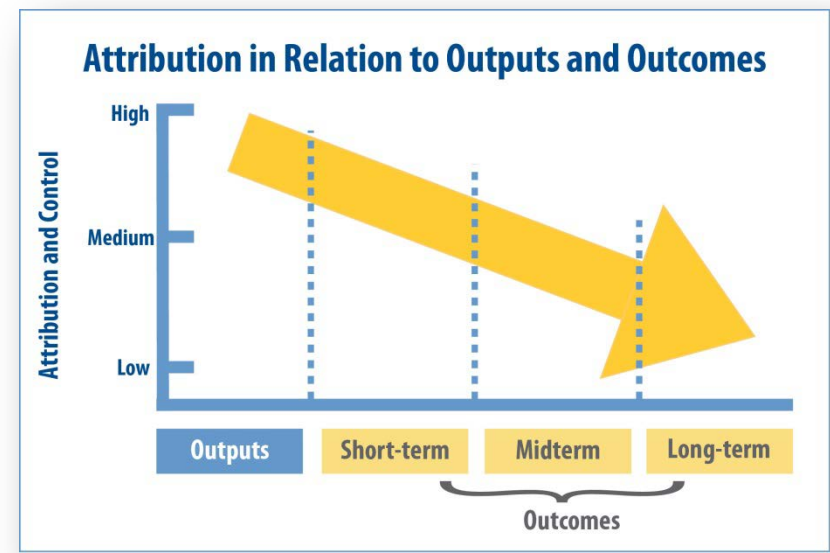 Attribution in Relation to Outputs and Outcomes
Attribution and Control
High
Medium
Low
Outputs
Short-term
Midterm
Long-term
Outcomes